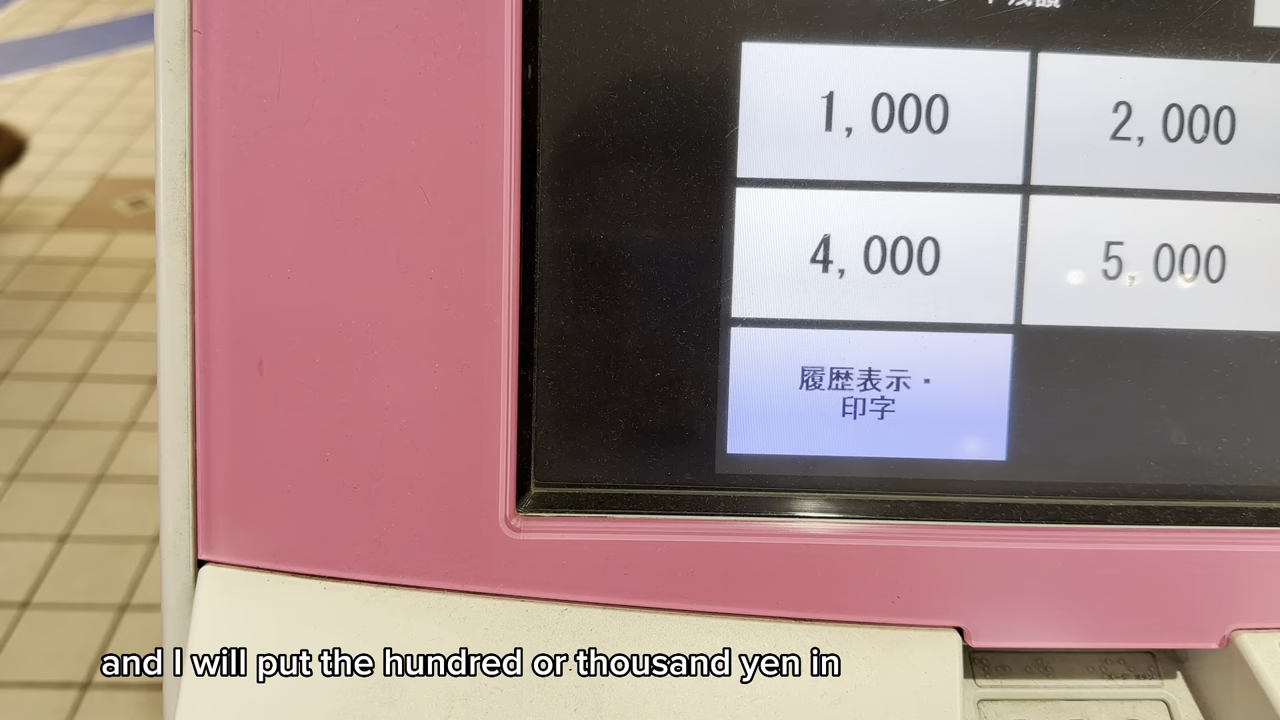 1,000
2,000
4,000
5,000
履歴表示・
印字
and I will put the hundred or thousand yen in